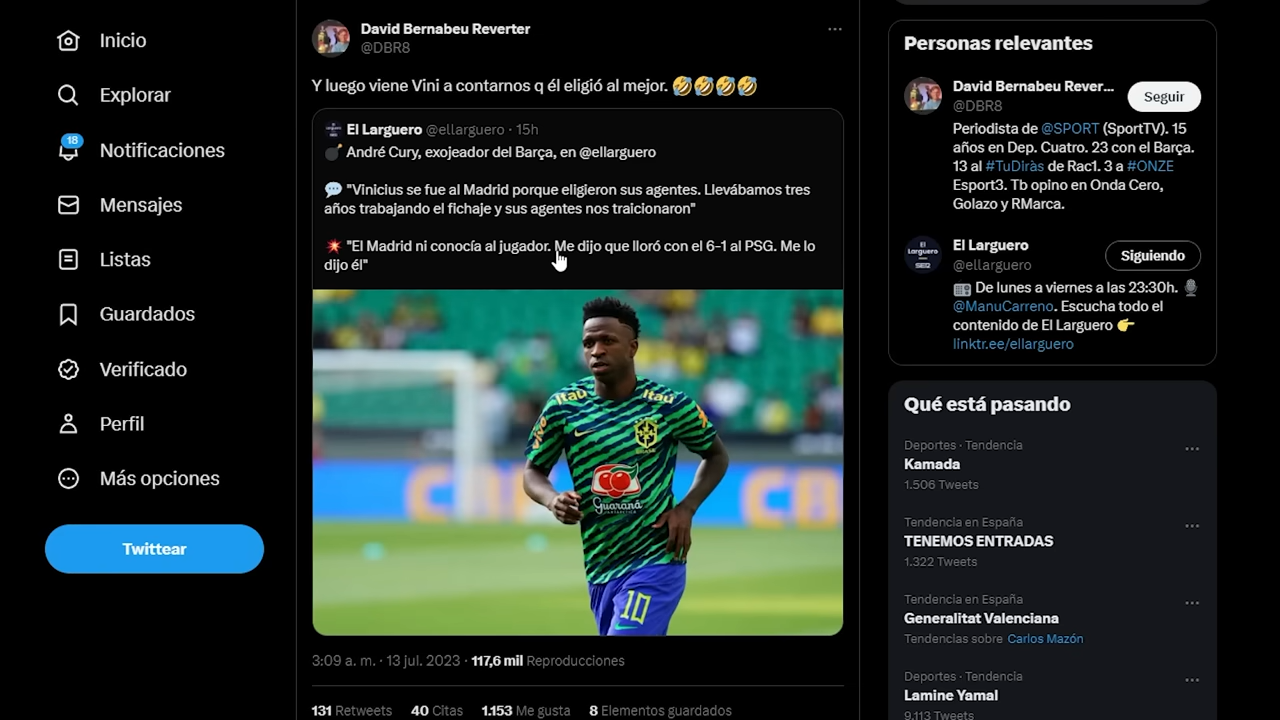 Inicio
Explorar
18
Notificaciones
Mensajes
Listas
Guardados
Verificado
Perfil
Más opciones
Twittear
David Bernabeu Reverter
@DBR8
Y luego viene Vini a contarnos q él eligió al mejor. 🤣🤣🤣🤣
El Larguero @ellarguero · 15h
💣 André Cury, exojeador del Barça, en @ellarguero
💬 "Vinicius se fue al Madrid porque eligieron sus agentes. Llevábamos tres
años trabajando el fichaje y sus agentes nos traicionaron"
💥 "El Madrid ni conocía al jugador. Me dijo que lloró con el 6-1 al PSG. Me lo
dijo él"
Itaú
Itaú
vivo
BRASIL
Guaraná
ANTARCTICA
10
3:09 a. m. · 13 jul. 2023 · 117,6 mil Reproducciones
131 Retweets 40 Citas 1.153 Me gusta 8 Elementos guardados
Personas relevantes
David Bernabeu Rever...
@DBR8
Seguir
Periodista de @SPORT (SportTV). 15
años en Dep. Cuatro. 23 con el Barça.
13 al #TuDiràs de Rac1. 3 a #ONZE
Esport3. Tb opino en Onda Cero,
Golazo y RMarca.
El Larguero
SER
El Larguero
@ellarguero
Siguiendo
📻 De lunes a viernes a las 23:30h. 🎙️
@ManuCarreno. Escucha todo el
contenido de El Larguero 👉
linktr.ee/ellarguero
Qué está pasando
Deportes · Tendencia
Kamada
1.506 Tweets
Tendencia en España
TENEMOS ENTRADAS
1.322 Tweets
Tendencia en España
Generalitat Valenciana
Tendencias sobre Carlos Mazón
Deportes · Tendencia
Lamine Yamal
9.113 Tweets